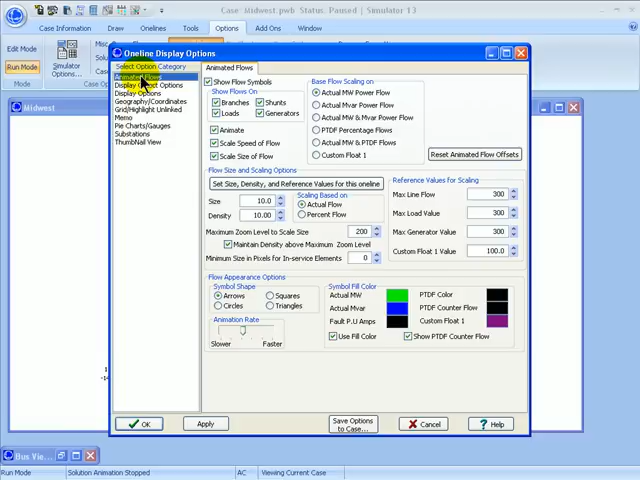 Case: Midwest.pwb Status: Paused | Simulator 13
Case Information Draw Onelines Tools Options Add Ons Window
Edit Mode
Run Mode
Mode
Simulator
Options...
Oneline Display Options
Select Option Category
Animated Flows
Display Object Options
Display Options
Geography/Coordinates
Grid/Highlight Unlinked
Memo
Pie Charts/Gauges
Substations
ThumbNail View
Animated Flows
Show Flow Symbols
Show Flows On
Branches Shunts
Loads Generators
Animate
Scale Speed of Flow
Scale Size of Flow
Base Flow Scaling on
Actual MW Power Flow
Actual Mvar Power Flow
Actual MW & Mvar Power Flow
PTDF Percentage Flows
Actual MW & PTDF Flows
Custom Float 1
Reset Animated Flow Offsets
Flow Size and Scaling Options
Set Size, Density, and Reference Values for this oneline
Size 10.0
Density 10.00
Scaling Based on
Actual Flow
Percent Flow
Maximum Zoom Level to Scale Size 200
Maintain Density above Maximum Zoom Level
Minimum Size in Pixels for In-service Elements 0
Reference Values for Scaling
Max Line Flow 300
Max Load Value 300
Max Generator Value 300
Custom Float 1 Value 100.0
Flow Appearance Options
Symbol Shape
Arrows Squares
Circles Triangles
Animation Rate
Slower Faster
Symbol Fill Color
Actual MW PTDF Color
Actual Mvar PTDF Counter Flow
Fault P.U Amps Custom Float 1
Use Fill Color Show PTDF Counter Flow
OK Apply Save Options to Case... Cancel Help
Midwest
Bus Vie...
Run Mode Solution Animation Stopped AC Viewing Current Case